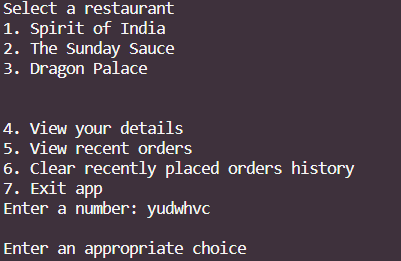 Select a restaurant
1. Spirit of India
2. The Sunday Sauce
3. Dragon Palace
4. View your details
5. View recent orders
6. Clear recently placed orders history
7. Exit app
Enter a number: yudwhvc
Enter an appropriate choice